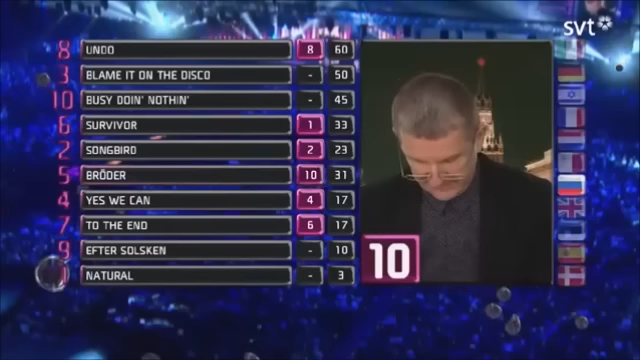 svt
8 UNDO 8 60
3 BLAME IT ON THE DISCO - 50
10 BUSY DOIN' NOTHIN' - 45
6 SURVIVOR 1 33
2 SONGBIRD 2 23
5 BRÖDER 10 31
4 YES WE CAN 4 17
7 TO THE END 6 17
9 EFTER SOLSKEN - 10
1 NATURAL - 3
10